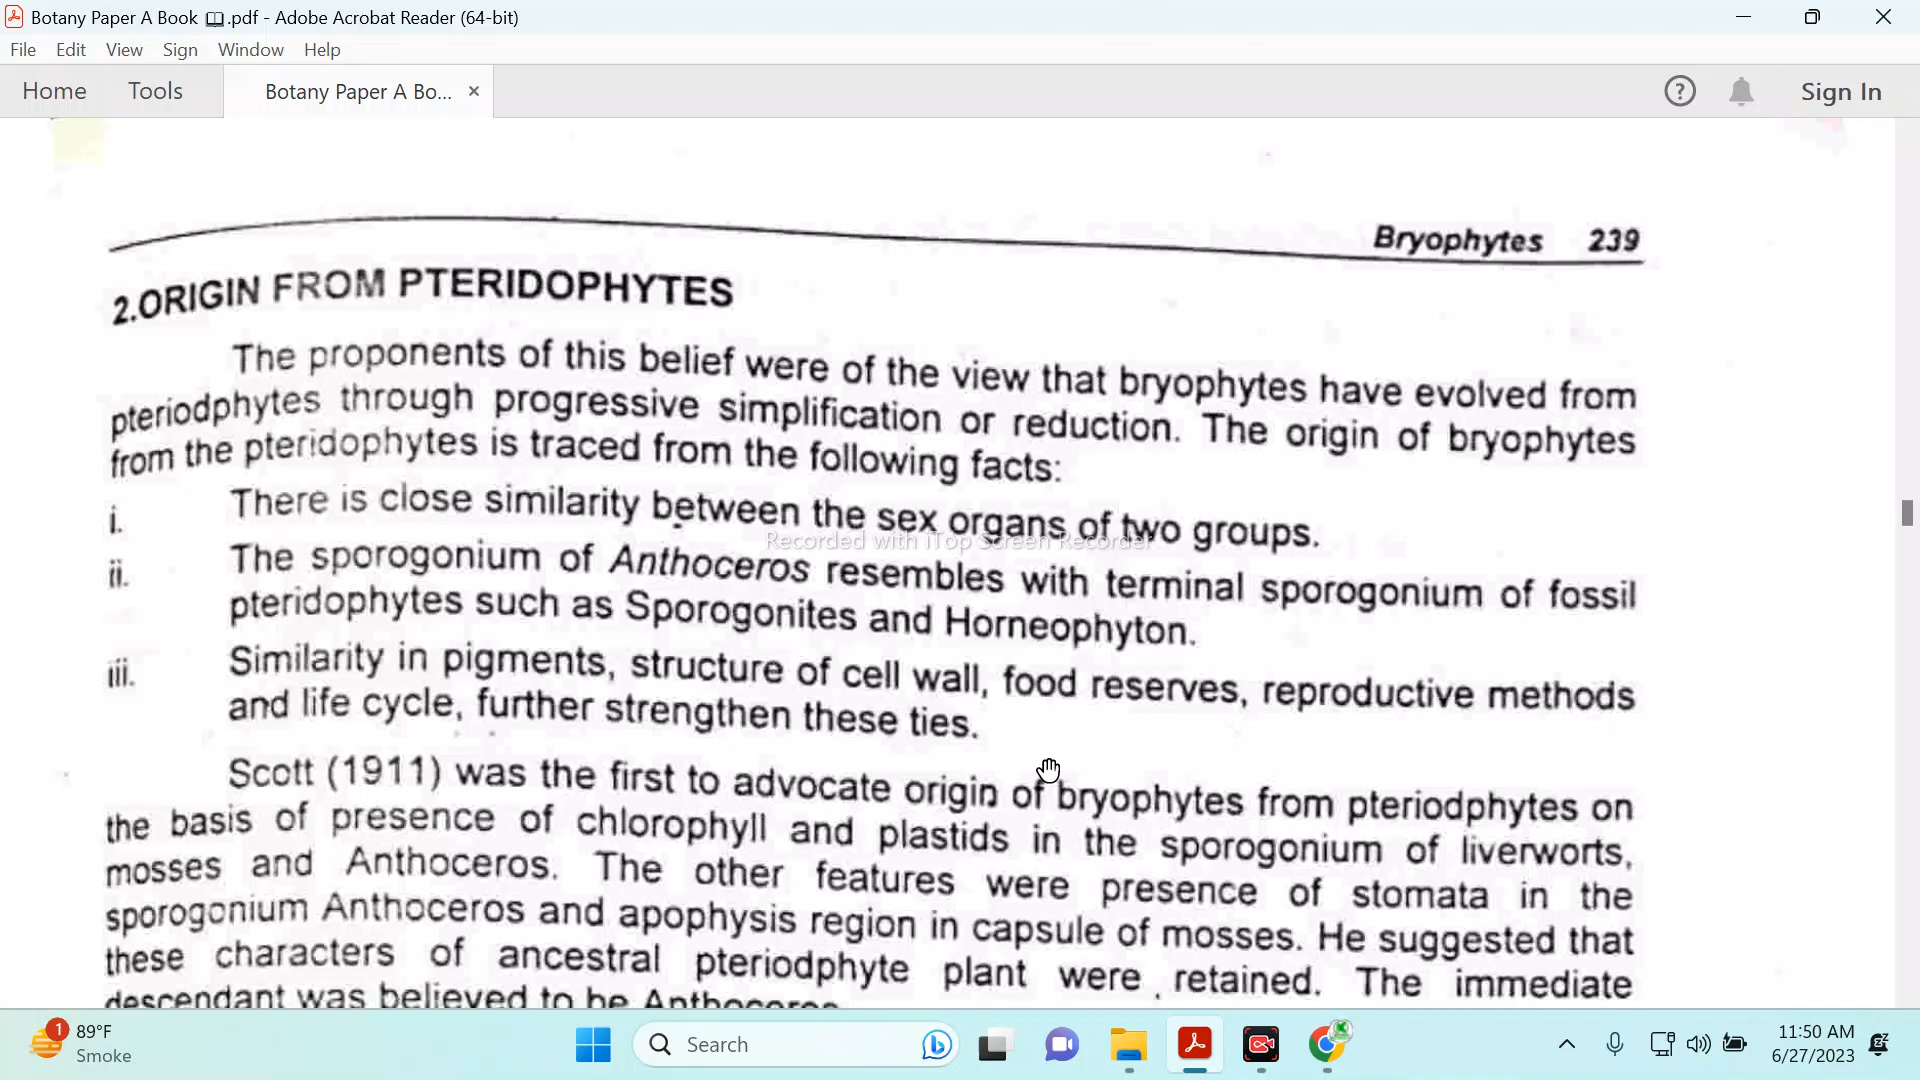 Botany Paper A Book 📖.pdf - Adobe Acrobat Reader (64-bit)
File Edit View Sign Window Help
Home Tools Botany Paper A Bo... × Sign In
Bryophytes 239
2.ORIGIN FROM PTERIDOPHYTES
The proponents of this belief were of the view that bryophytes have evolved from
pteriodphytes through progressive simplification or reduction. The origin of bryophytes
from the pteridophytes is traced from the following facts:
i. There is close similarity between the sex organs of two groups.
Recorded with iTop Screen Recorder
ii. The sporogonium of Anthoceros resembles with terminal sporogonium of fossil
pteridophytes such as Sporogonites and Horneophyton.
iii. Similarity in pigments, structure of cell wall, food reserves, reproductive methods
and life cycle, further strengthen these ties.
Scott (1911) was the first to advocate origin of bryophytes from pteriodphytes on
the basis of presence of chlorophyll and plastids in the sporogonium of liverworts,
mosses and Anthoceros. The other features were presence of stomata in the
sporogonium Anthoceros and apophysis region in capsule of mosses. He suggested that
these characters of ancestral pteriodphyte plant were retained. The immediate
descendant was believed to be Anthoceros
1 89°F
Smoke
Search
11:50 AM
6/27/2023